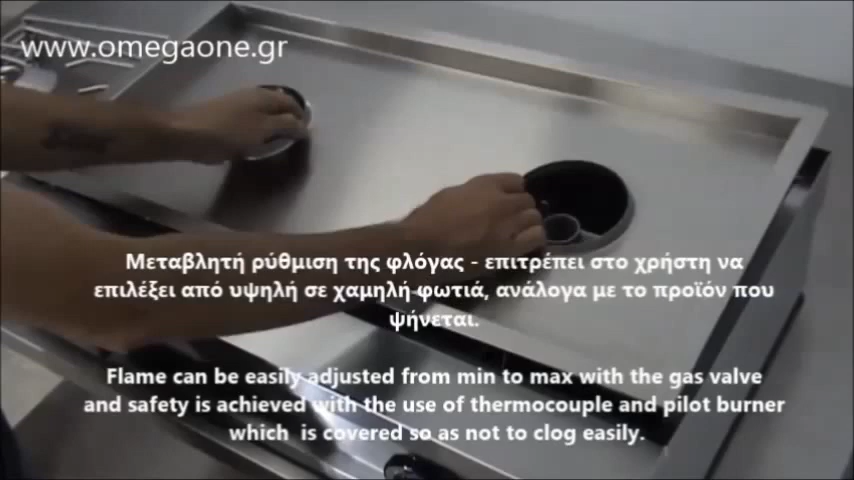 www.omegaone.gr
Μεταβλητή ρύθμιση της φλόγας - επιτρέπει στο χρήστη να
επιλέξει από υψηλή σε χαμηλή φωτιά, ανάλογα με το προϊόν που
ψήνεται.
Flame can be easily adjusted from min to max with the gas valve
and safety is achieved with the use of thermocouple and pilot burner
which is covered so as not to clog easily.